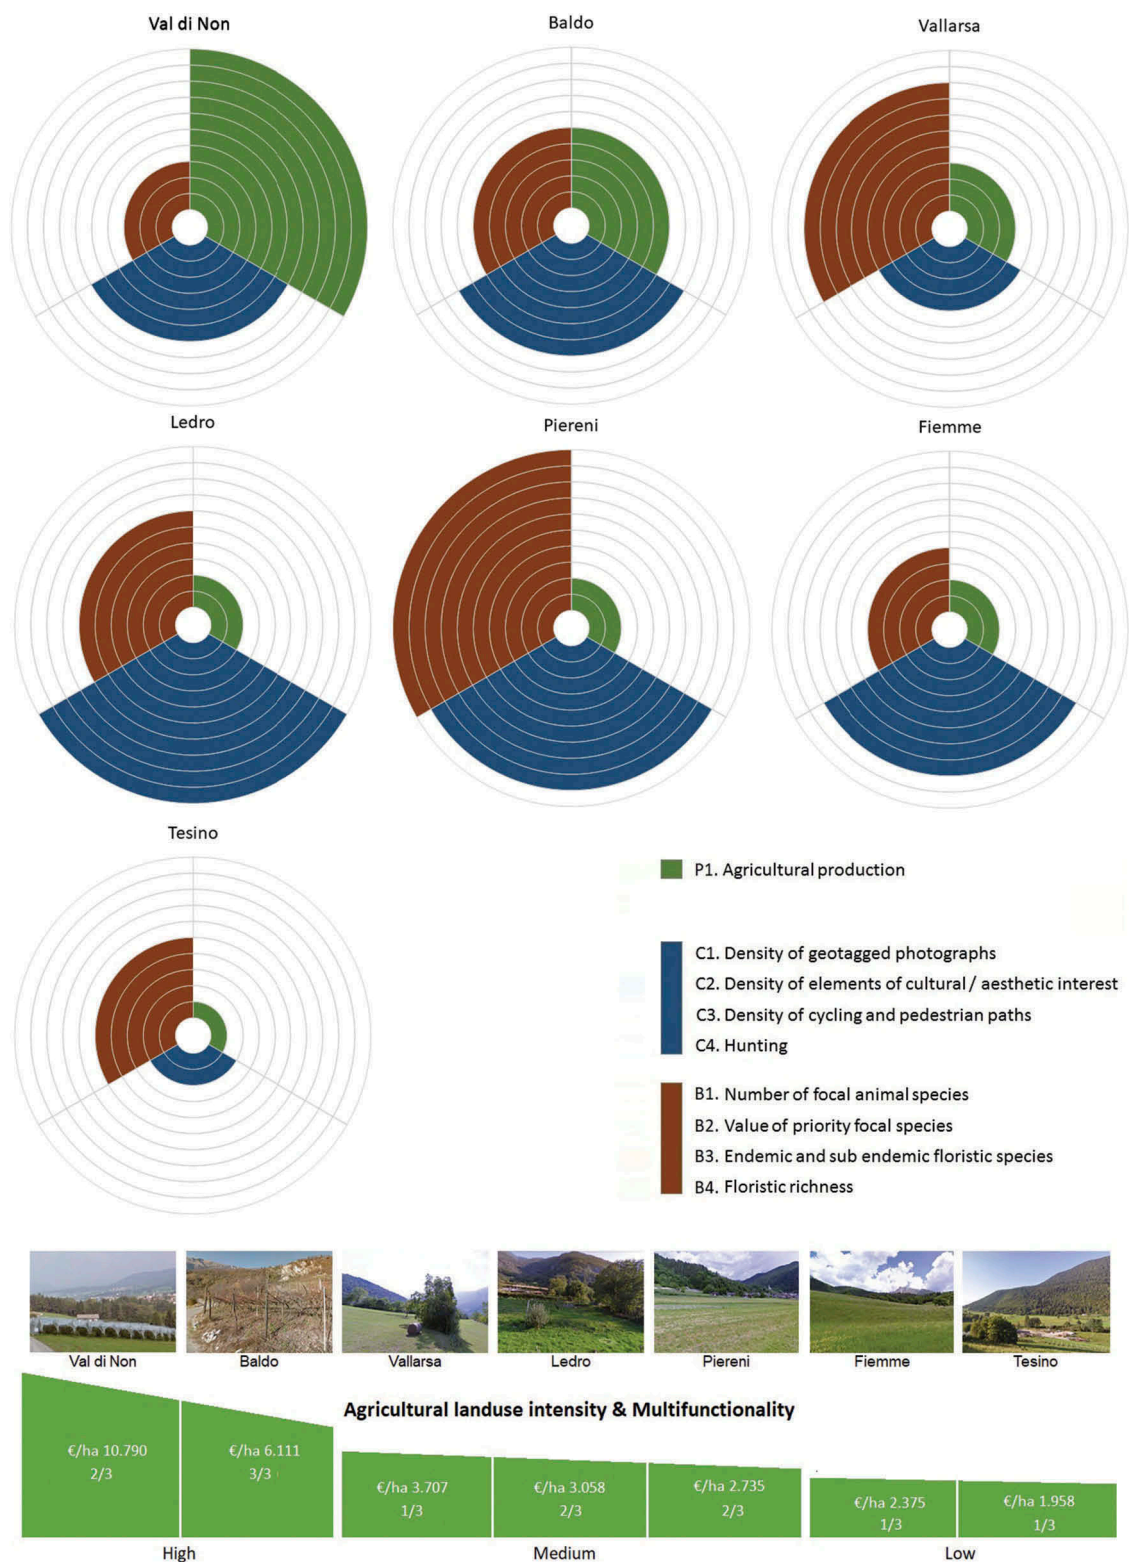 Val di Non
Baldo
Vallarsa
Ledro
Piereni
Fiemme
Tesino
P1. Agricultural production
C1. Density of geotagged photographs
C2. Density of elements of cultural / aesthetic interest
C3. Density of cycling and pedestrian paths
C4. Hunting
B1. Number of focal animal species
B2. Value of priority focal species
B3. Endemic and sub endemic floristic species
B4. Floristic richness
Val di Non
Baldo
Vallarsa
Ledro
Piereni
Fiemme
Tesino
Agricultural landuse intensity & Multifunctionality
€/ha 10.790
2/3
€/ha 6.111
3/3
€/ha 3.707
1/3
€/ha 3.058
2/3
€/ha 2.735
2/3
€/ha 2.375
1/3
€/ha 1.958
1/3
High
Medium
Low